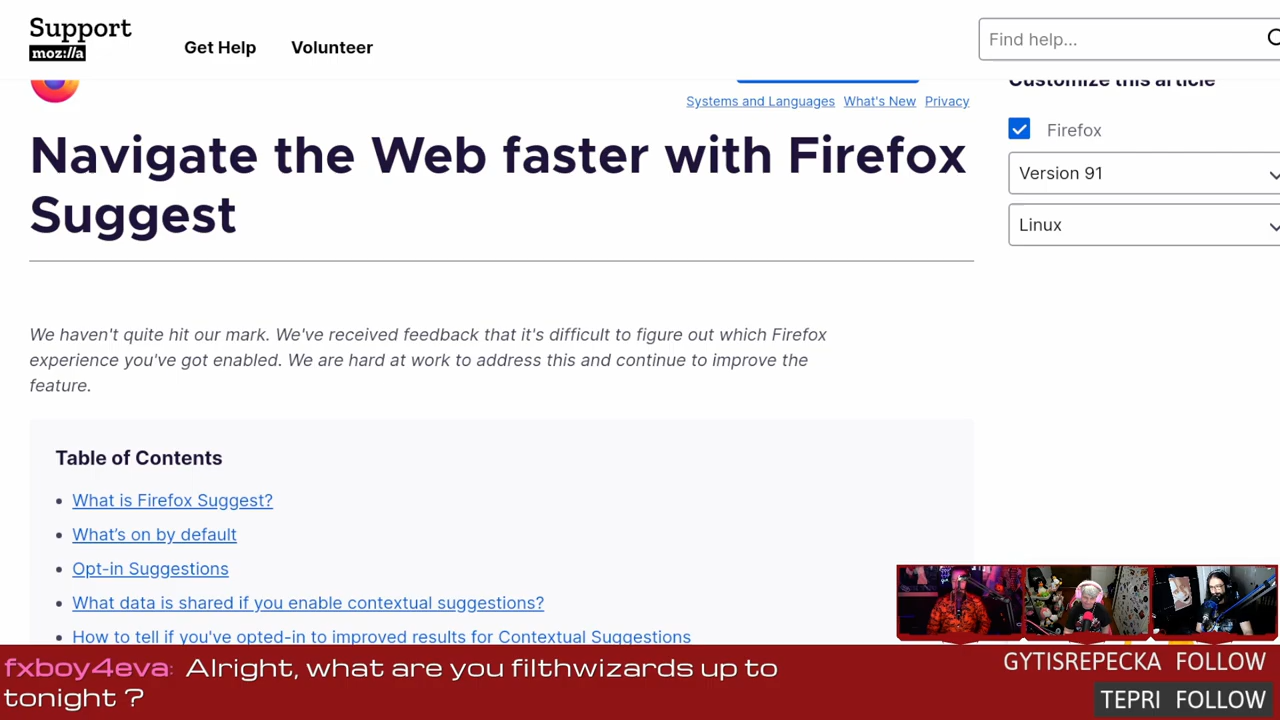 Support
moz://a
Get Help
Volunteer
Find help...
Systems and Languages
What's New
Privacy
Customize this article
Firefox
Version 91
Linux
Navigate the Web faster with Firefox
Suggest
We haven't quite hit our mark. We've received feedback that it's difficult to figure out which Firefox
experience you've got enabled. We are hard at work to address this and continue to improve the
feature.
Table of Contents
What is Firefox Suggest?
What's on by default
Opt-in Suggestions
What data is shared if you enable contextual suggestions?
How to tell if you've opted-in to improved results for Contextual Suggestions
fxboy4eva: Alright, what are you filthwizards up to
tonight ?
GYTISREPECKA FOLLOW
TEPRI FOLLOW